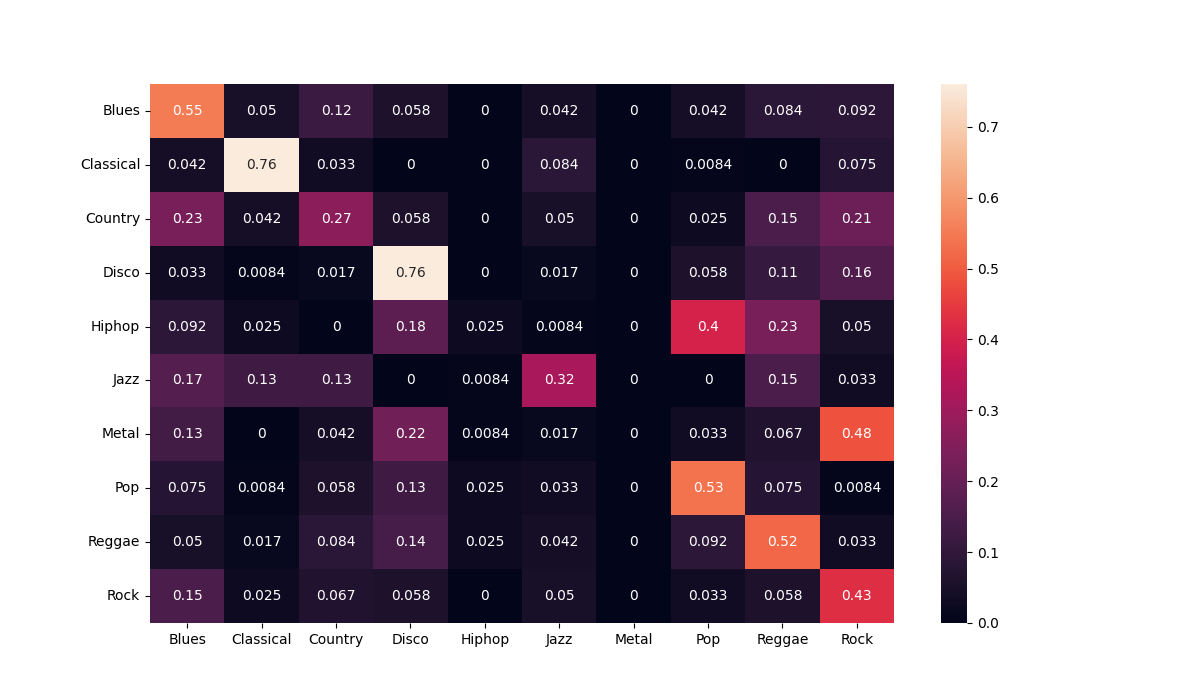 Blues 0.55 0.05 0.12 0.058 0 0.042 0 0.042 0.084 0.092
Classical 0.042 0.76 0.033 0 0 0.084 0 0.0084 0 0.075
Country 0.23 0.042 0.27 0.058 0 0.05 0 0.025 0.15 0.21
Disco 0.033 0.0084 0.017 0.76 0 0.017 0 0.058 0.11 0.16
Hiphop 0.092 0.025 0 0.18 0.025 0.0084 0 0.4 0.23 0.05
Jazz 0.17 0.13 0.13 0 0.0084 0.32 0 0 0.15 0.033
Metal 0.13 0 0.042 0.22 0.0084 0.017 0 0.033 0.067 0.48
Pop 0.075 0.0084 0.058 0.13 0.025 0.033 0 0.53 0.075 0.0084
Reggae 0.05 0.017 0.084 0.14 0.025 0.042 0 0.092 0.52 0.033
Rock 0.15 0.025 0.067 0.058 0 0.05 0 0.033 0.058 0.43
Blues Classical Country Disco Hiphop Jazz Metal Pop Reggae Rock
0.7
0.6
0.5
0.4
0.3
0.2
0.1
0.0